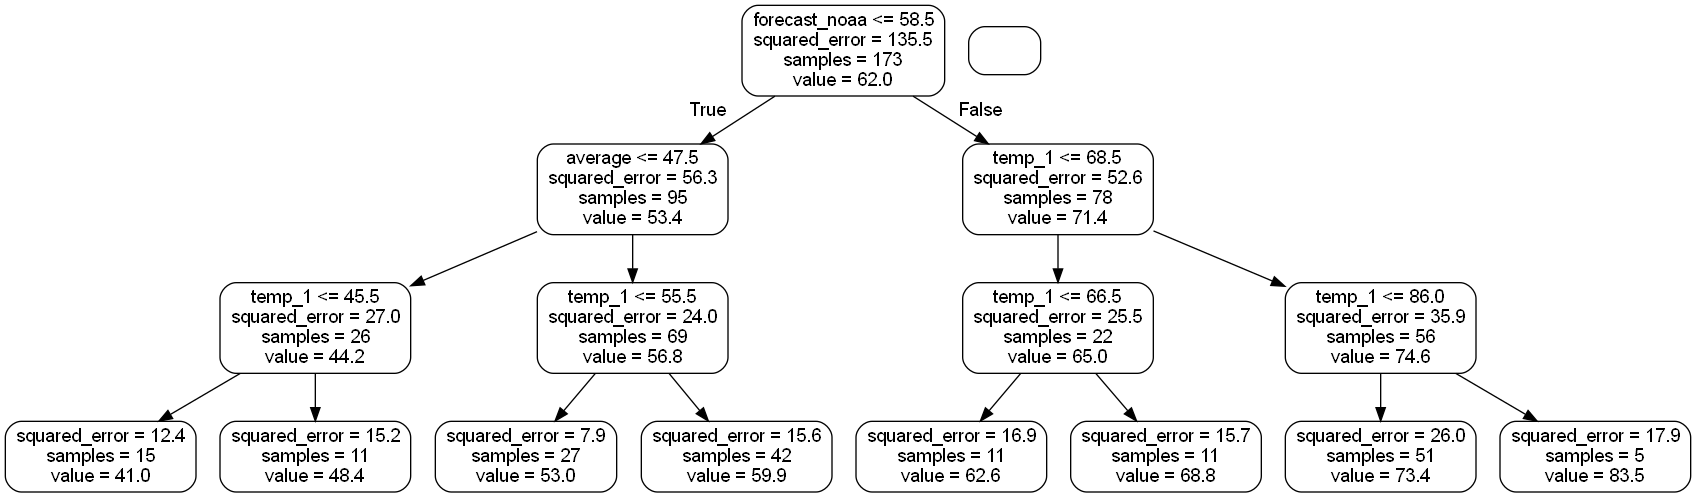 forecast_noaa <= 58.5
squared_error = 135.5
samples = 173
value = 62.0
True
False
average <= 47.5
squared_error = 56.3
samples = 95
value = 53.4
temp_1 <= 68.5
squared_error = 52.6
samples = 78
value = 71.4
temp_1 <= 45.5
squared_error = 27.0
samples = 26
value = 44.2
temp_1 <= 55.5
squared_error = 24.0
samples = 69
value = 56.8
temp_1 <= 66.5
squared_error = 25.5
samples = 22
value = 65.0
temp_1 <= 86.0
squared_error = 35.9
samples = 56
value = 74.6
squared_error = 12.4
samples = 15
value = 41.0
squared_error = 15.2
samples = 11
value = 48.4
squared_error = 7.9
samples = 27
value = 53.0
squared_error = 15.6
samples = 42
value = 59.9
squared_error = 16.9
samples = 11
value = 62.6
squared_error = 15.7
samples = 11
value = 68.8
squared_error = 26.0
samples = 51
value = 73.4
squared_error = 17.9
samples = 5
value = 83.5